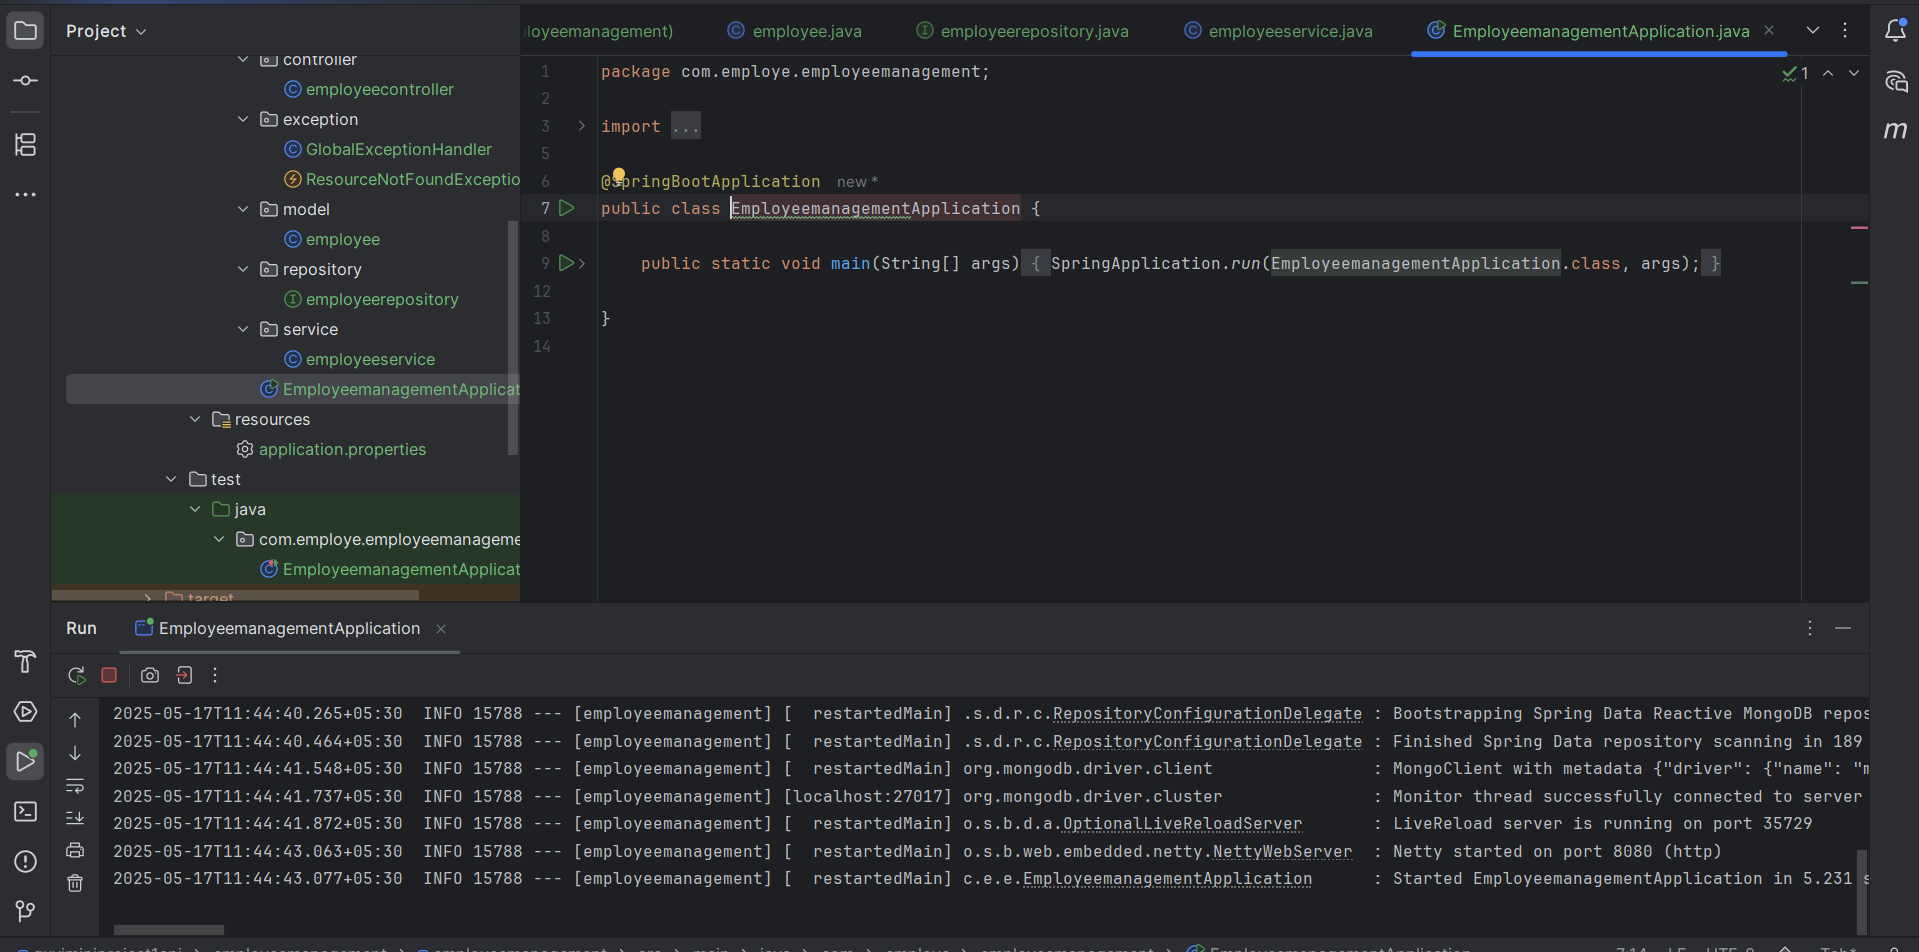 Project
loyeemanagement)
employee.java
employeerepository.java
employeeservice.java
EmployeemanagementApplication.java
controller
employeecontroller
exception
GlobalExceptionHandler
ResourceNotFoundExceptio
model
employee
repository
employeerepository
service
employeeservice
EmployeemanagementApplicat
resources
application.properties
test
java
com.employe.employeemanageme
EmployeemanagementApplicat
target
1 package com.employe.employeemanagement;
2
3 import ...
5
6 @SpringBootApplication new *
7 public class EmployeemanagementApplication {
8
9 public static void main(String[] args) { SpringApplication.run(EmployeemanagementApplication.class, args); }
12
13 }
14
1
m
Run
EmployeemanagementApplication
2025-05-17T11:44:40.265+05:30 INFO 15788 --- [employeemanagement] [ restartedMain] .s.d.r.c.RepositoryConfigurationDelegate : Bootstrapping Spring Data Reactive MongoDB repos
2025-05-17T11:44:40.464+05:30 INFO 15788 --- [employeemanagement] [ restartedMain] .s.d.r.c.RepositoryConfigurationDelegate : Finished Spring Data repository scanning in 189
2025-05-17T11:44:41.548+05:30 INFO 15788 --- [employeemanagement] [ restartedMain] org.mongodb.driver.client : MongoClient with metadata {"driver": {"name": "m
2025-05-17T11:44:41.737+05:30 INFO 15788 --- [employeemanagement] [localhost:27017] org.mongodb.driver.cluster : Monitor thread successfully connected to server
2025-05-17T11:44:41.872+05:30 INFO 15788 --- [employeemanagement] [ restartedMain] o.s.b.d.a.OptionalLiveReloadServer : LiveReload server is running on port 35729
2025-05-17T11:44:43.063+05:30 INFO 15788 --- [employeemanagement] [ restartedMain] o.s.b.web.embedded.netty.NettyWebServer : Netty started on port 8080 (http)
2025-05-17T11:44:43.077+05:30 INFO 15788 --- [employeemanagement] [ restartedMain] c.e.e.EmployeemanagementApplication : Started EmployeemanagementApplication in 5.231 s